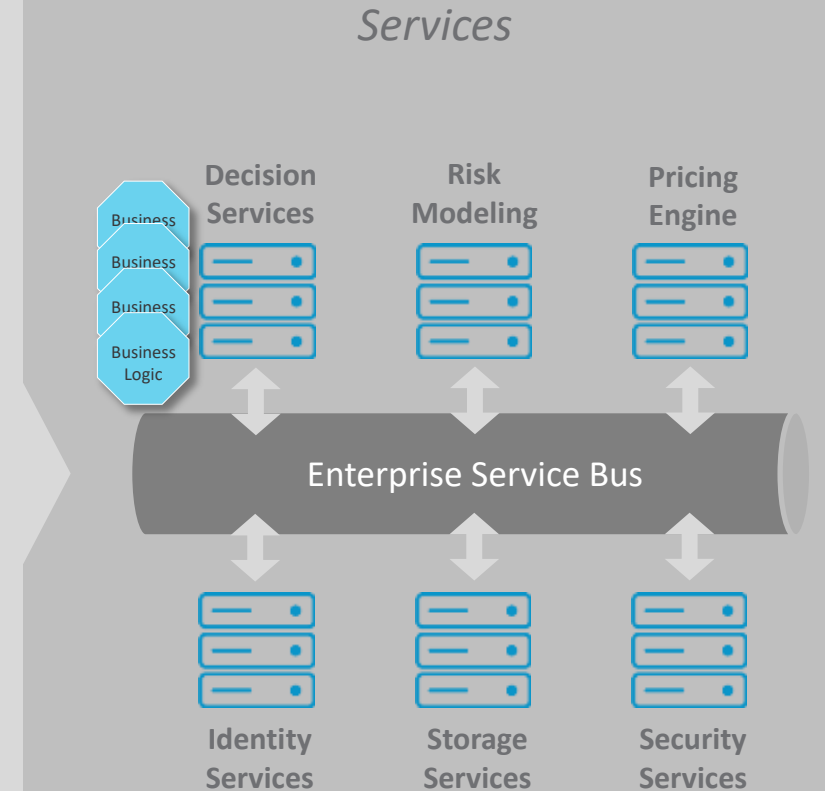 Services
Decision
Services
Risk
Modeling
Pricing
Engine
Business
Business
Business
Business
Logic
Enterprise Service Bus
Identity
Services
Storage
Services
Security
Services